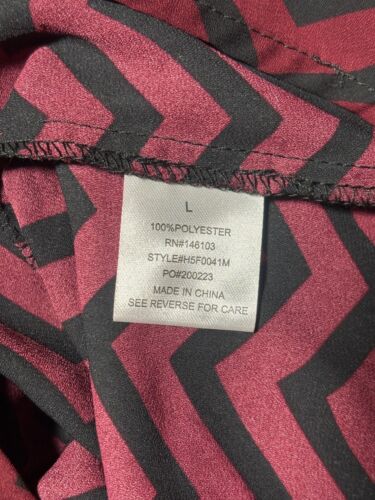 L
100%POLYESTER
RN#146103
STYLE#H5F0041M
PO#200223
MADE IN CHINA
SEE REVERSE FOR CARE